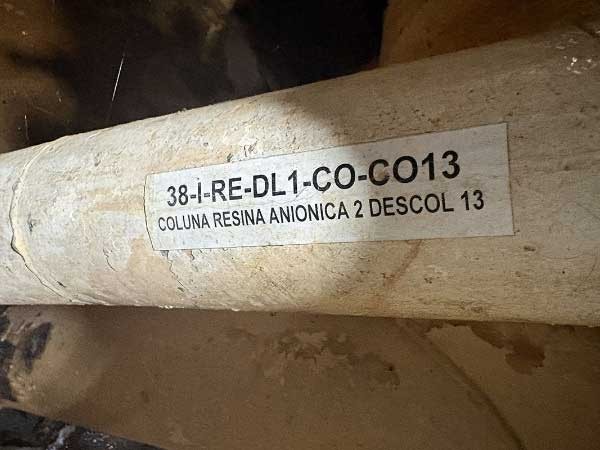 38-I-RE-DL1-CO-CO13
COLUNA RESINA ANIONICA 2 DESCOL 13